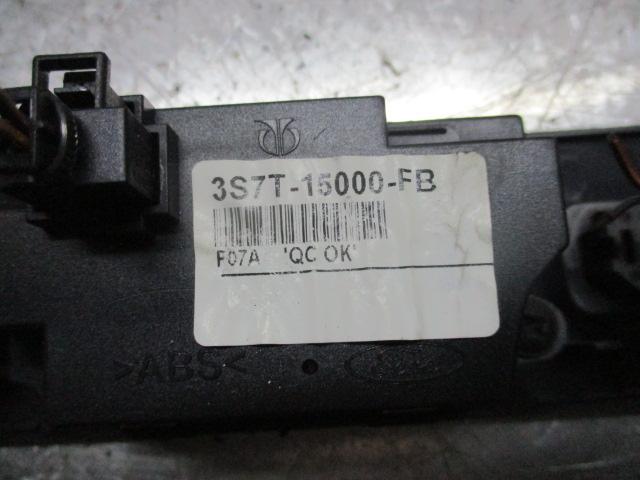 3S7T-15000-FB
F07A 'QC OK'
>ABS<